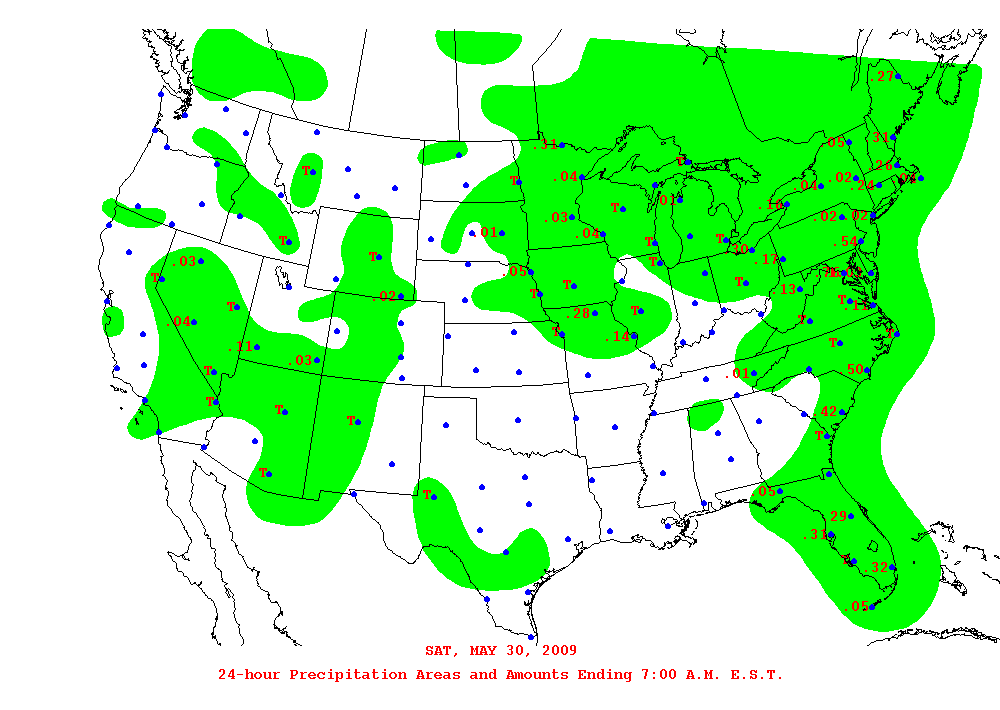 .27
.31
.05
.31
.26
T
.04
T
T
.02
.24
.04
.01
.16
T
.03
.02
.02
.01
.04
T
T
T
.54
.10
.17
T
.03
T
.05
T
T
T
T
.13
.02
T
T
.11
.28
T
.04
T
T
.14
T
T
.11
.03
T
.01
.50
T
T
T
.42
T
T
T
.05
.29
.31
.32
.05
SAT, MAY 30, 2009
24-hour Precipitation Areas and Amounts Ending 7:00 A.M. E.S.T.